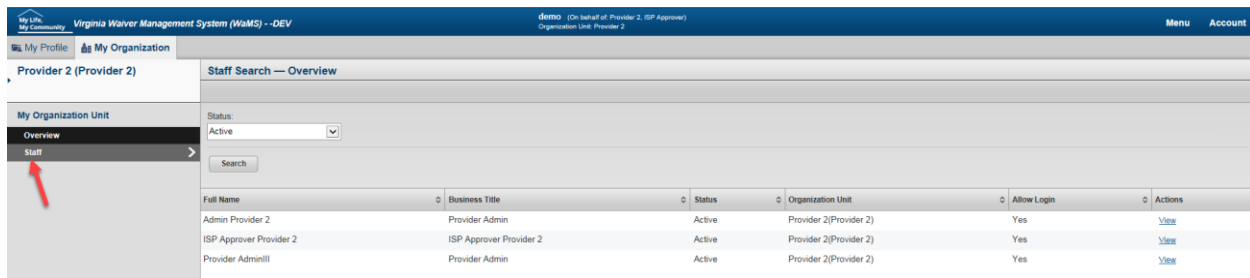 My Life, My Community Virginia Waiver Management System (WaMS) - -DEV
demo (On behalf of: Provider 2, ISP Approver)
Organization Unit: Provider 2
Menu Account
My Profile My Organization
Provider 2 (Provider 2)
Staff Search — Overview
My Organization Unit
Overview
Staff
Status:
Active
Search
Full Name Business Title Status Organization Unit Allow Login Actions
Admin Provider 2 Provider Admin Active Provider 2(Provider 2) Yes View
ISP Approver Provider 2 ISP Approver Provider 2 Active Provider 2(Provider 2) Yes View
Provider AdminIII Provider Admin Active Provider 2(Provider 2) Yes View